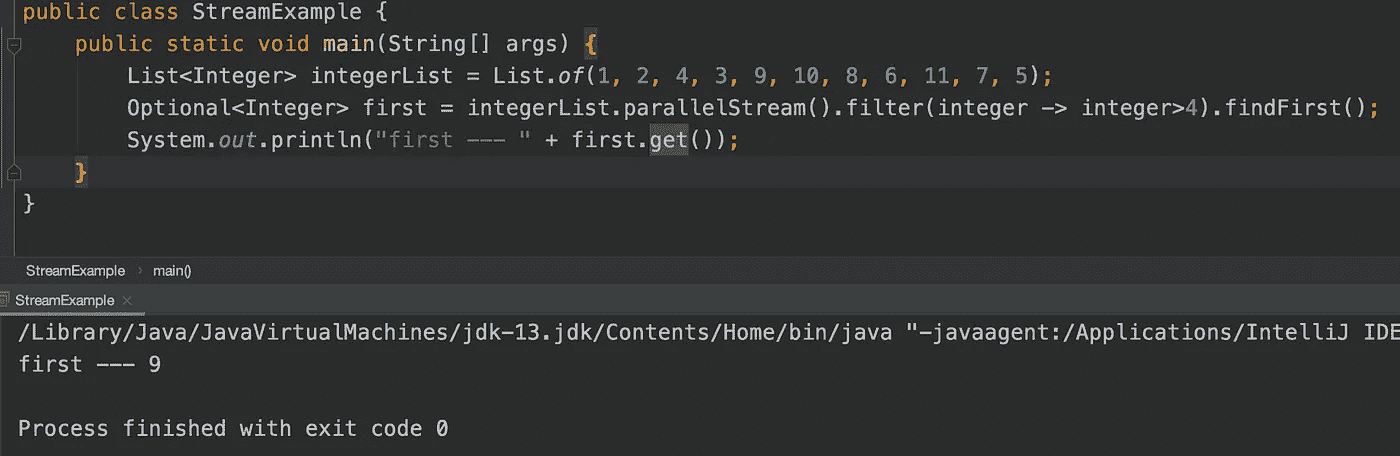 public class StreamExample {
public static void main(String[] args) {
List<Integer> integerList = List.of(1, 2, 4, 3, 9, 10, 8, 6, 11, 7, 5);
Optional<Integer> first = integerList.parallelStream().filter(integer -> integer>4).findFirst();
System.out.println("first --- " + first.get());
}
}
StreamExample › main()
StreamExample ×
/Library/Java/JavaVirtualMachines/jdk-13.jdk/Contents/Home/bin/java "-javaagent:/Applications/IntelliJ IDE
first --- 9
Process finished with exit code 0